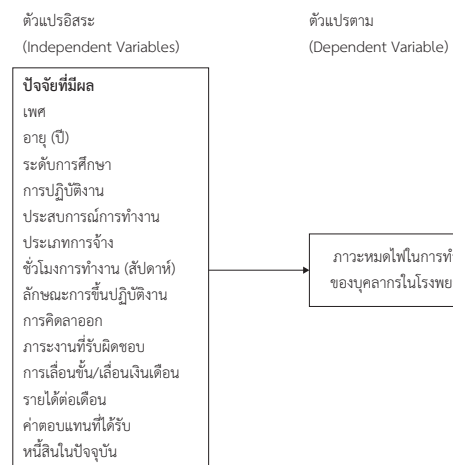 ตัวแปรอิสระ
(Independent Variables)
ตัวแปรตาม
(Dependent Variable)
ปัจจัยที่มีผล
เพศ
อายุ (ปี)
ระดับการศึกษา
การปฏิบัติงาน
ประสบการณ์การทำงาน
ประเภทการจ้าง
ชั่วโมงการทำงาน (สัปดาห์)
ลักษณะการขึ้นปฏิบัติงาน
การคิดลาออก
ภาระงานที่รับผิดชอบ
การเลื่อนขั้น/เลื่อนเงินเดือน
รายได้ต่อเดือน
ค่าตอบแทนที่ได้รับ
หนี้สินในปัจจุบัน
ภาวะหมดไฟในการ
ของบุคลากรใน